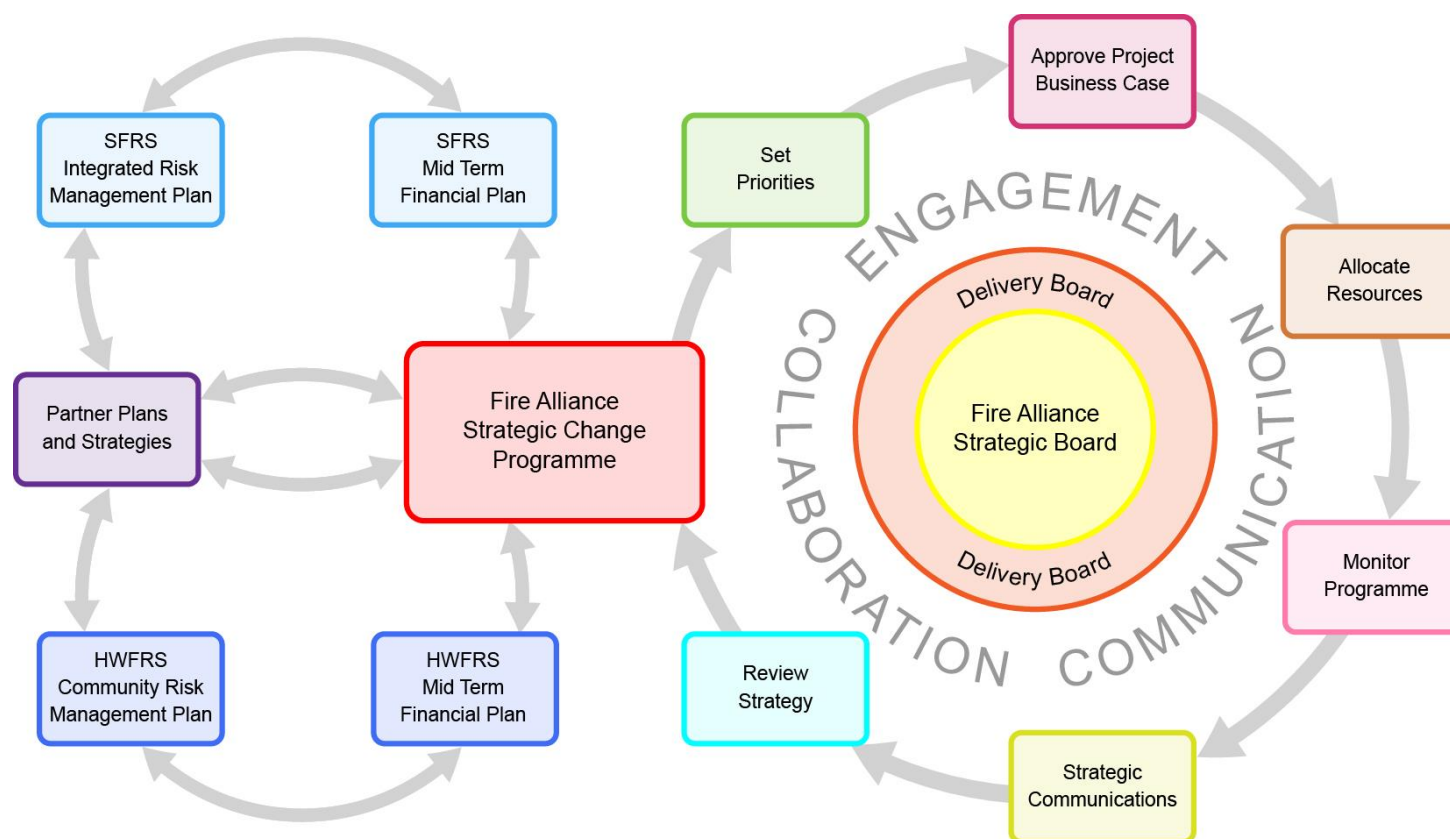 SFRS
Integrated Risk
Management Plan
SFRS
Mid Term
Financial Plan
Partner Plans
and Strategies
Fire Alliance
Strategic Change
Programme
HWFRS
Community Risk
Management Plan
HWFRS
Mid Term
Financial Plan
Set
Priorities
Approve Project
Business Case
Allocate
Resources
Monitor
Programme
Strategic
Communications
Review
Strategy
ENGAGEMENT
COMMUNICATION
COLLABORATION
Delivery Board
Fire Alliance
Strategic Board
Delivery Board